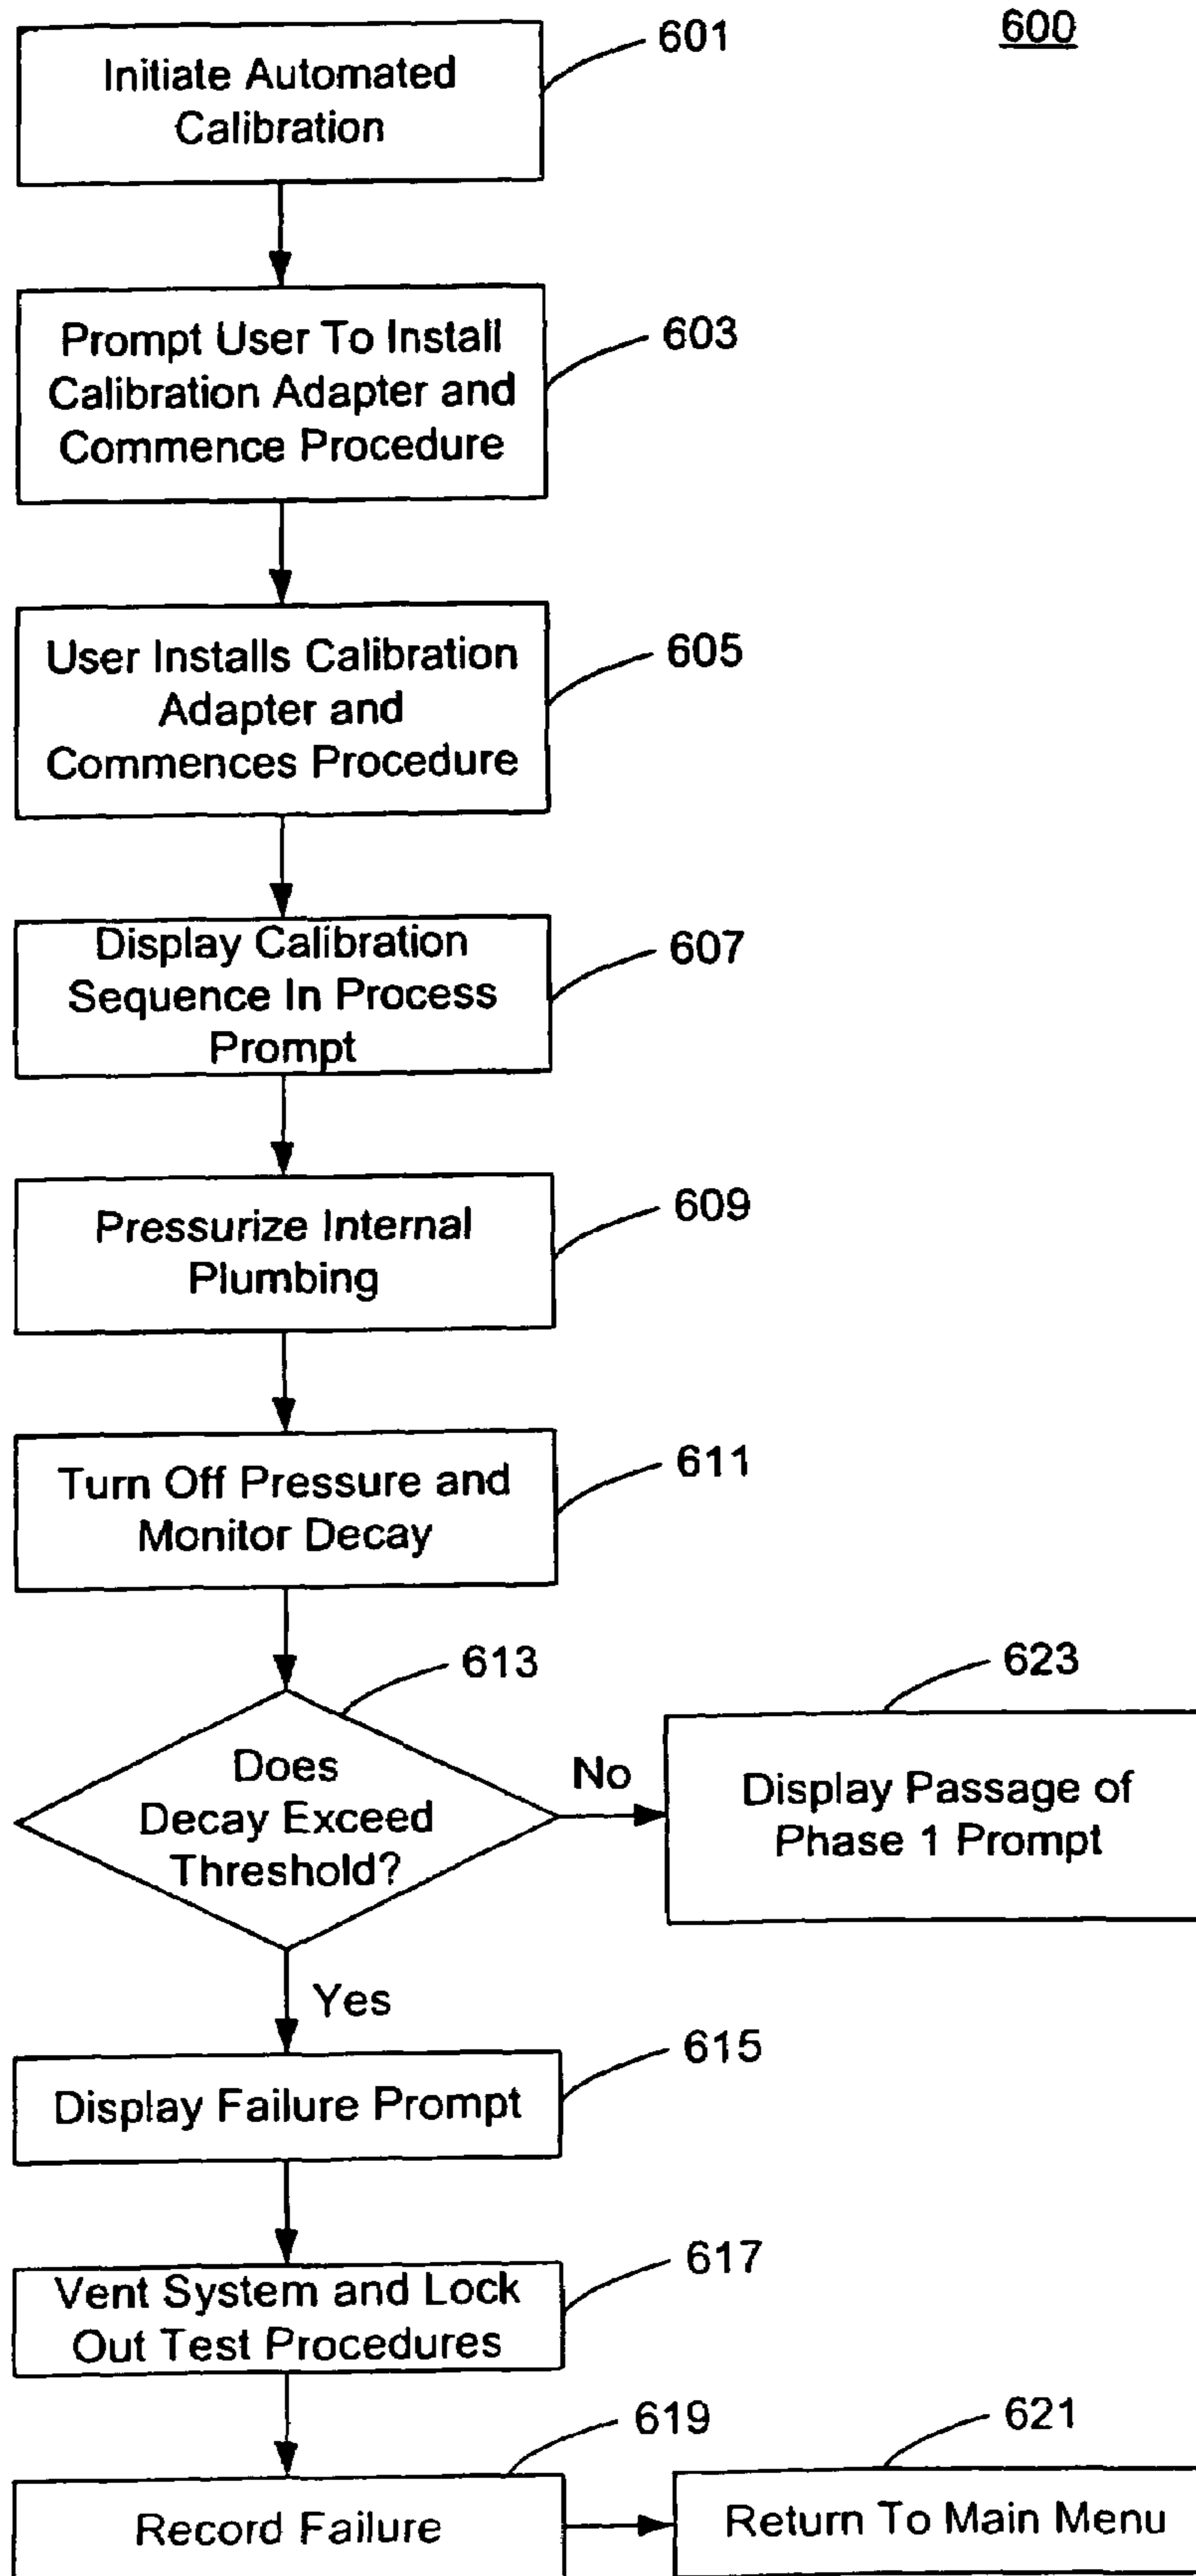 600
601
Initiate Automated
Calibration
603
Prompt User To Install
Calibration Adapter and
Commence Procedure
605
User Installs Calibration
Adapter and
Commences Procedure
607
Display Calibration
Sequence In Process
Prompt
609
Pressurize Internal
Plumbing
611
Turn Off Pressure and
Monitor Decay
613
Does
Decay Exceed
Threshold?
No
623
Display Passage of
Phase 1 Prompt
Yes
615
Display Failure Prompt
617
Vent System and Lock
Out Test Procedures
619
Record Failure
621
Return To Main Menu